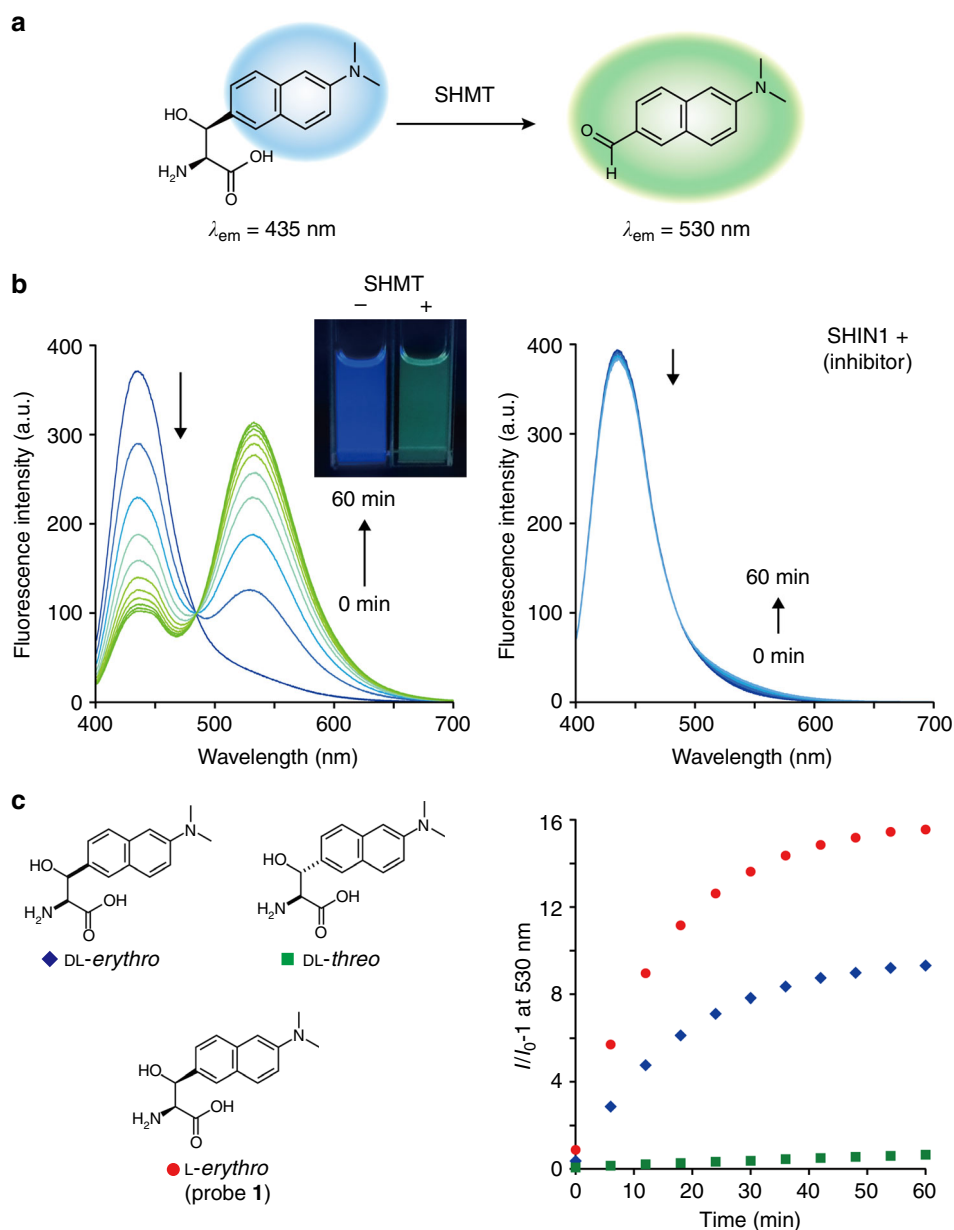 a
HO
H₂N
OH
O
N
λem = 435 nm
SHMT
O
H
N
λem = 530 nm
b
SHMT
– +
Fluorescence intensity (a.u.)
400
300
200
100
0
400 500 600 700
Wavelength (nm)
60 min
0 min
SHIN1 +
(inhibitor)
Fluorescence intensity (a.u.)
400
300
200
100
0
400 500 600 700
Wavelength (nm)
60 min
0 min
c
N
HO
OH
H₂N
O
DL-erythro
N
HO
OH
H₂N
O
DL-threo
N
HO
OH
H₂N
O
L-erythro
(probe 1)
I/I₀-1 at 530 nm
16
12
8
4
0
0 10 20 30 40 50 60
Time (min)